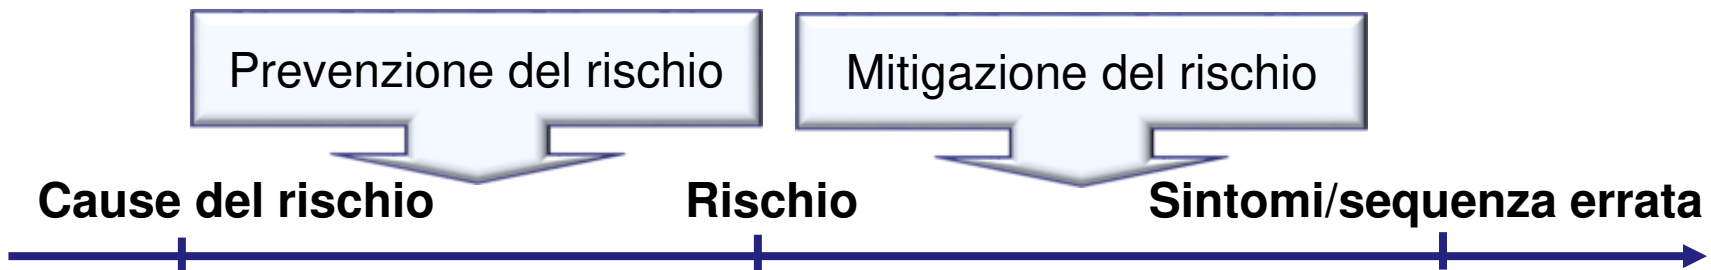 Prevenzione del rischio
Mitigazione del rischio
Cause del rischio
Rischio
Sintomi/sequenza errata